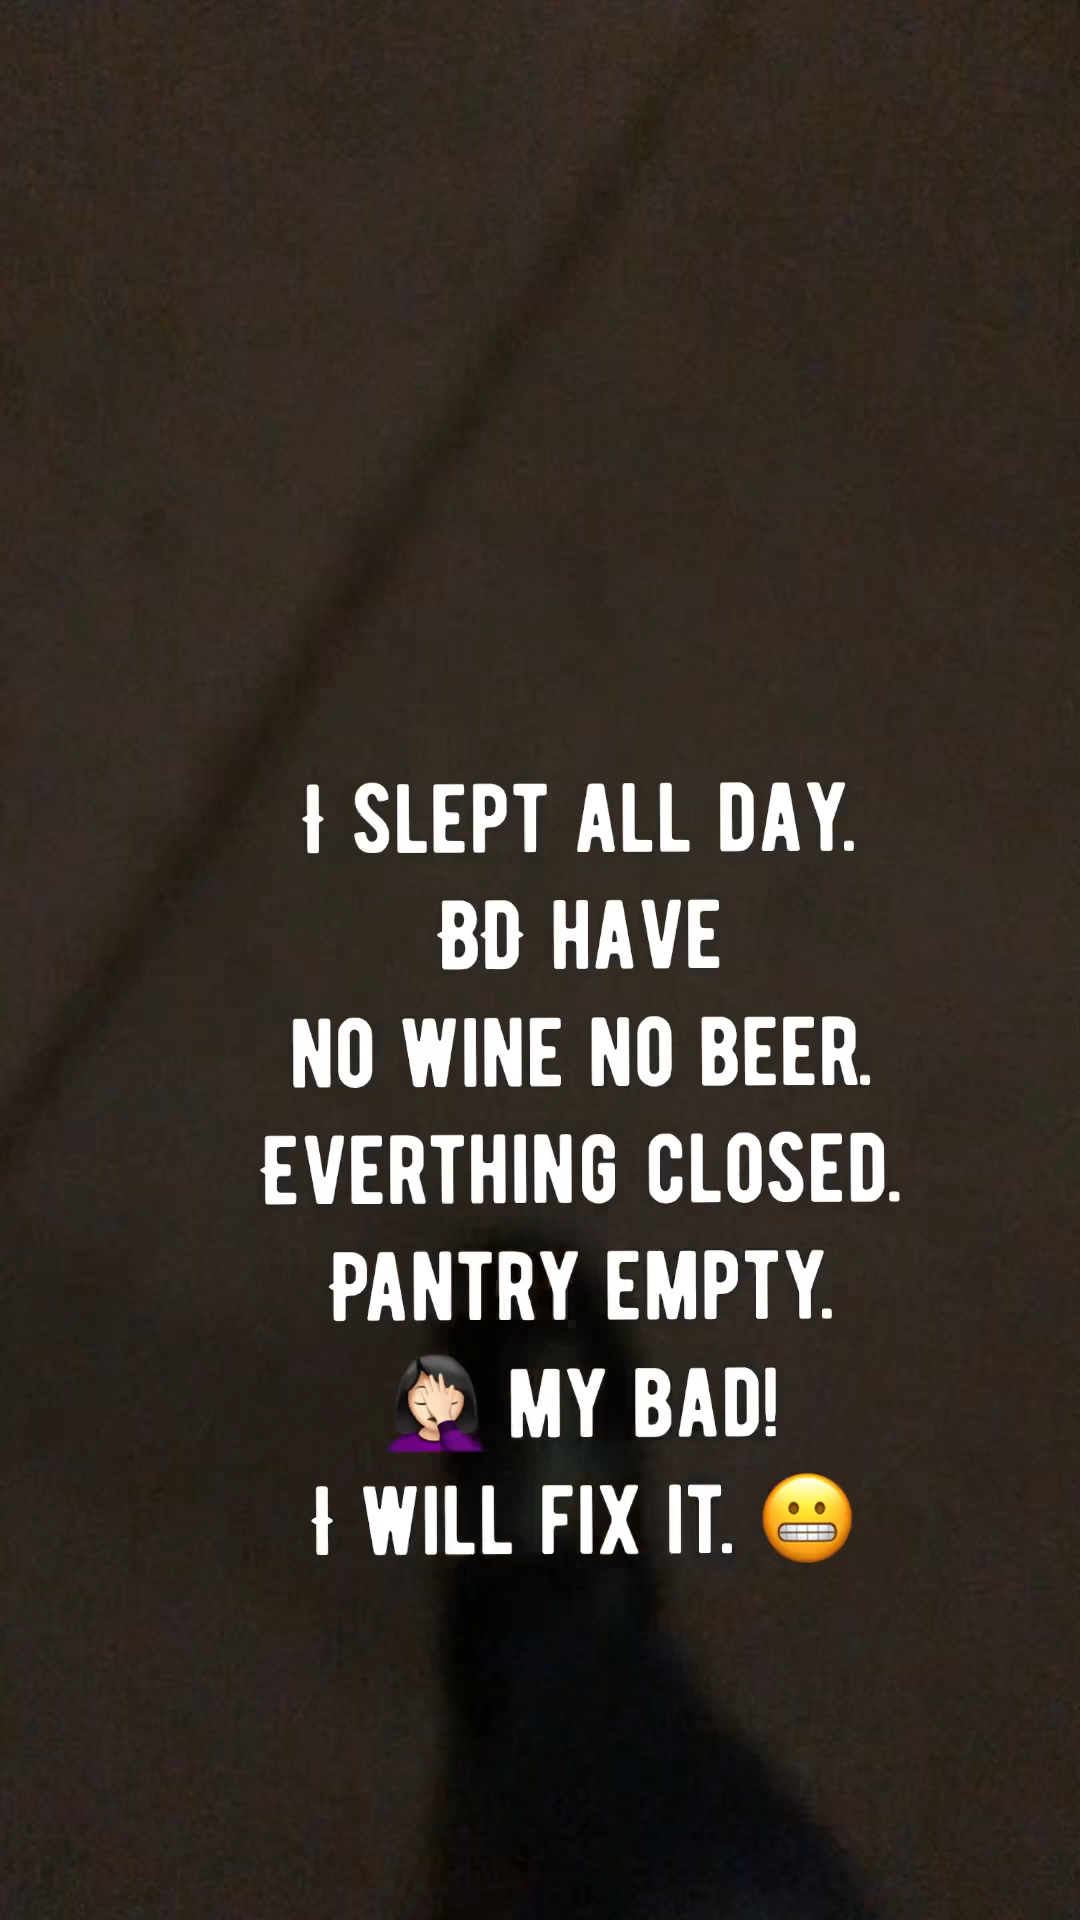 I SLEPT ALL DAY.
BD HAVE
NO WINE NO BEER.
EVERTHING CLOSED.
PANTRY EMPTY.
🤦🏻‍♀️ MY BAD!
I WILL FIX IT. 😬